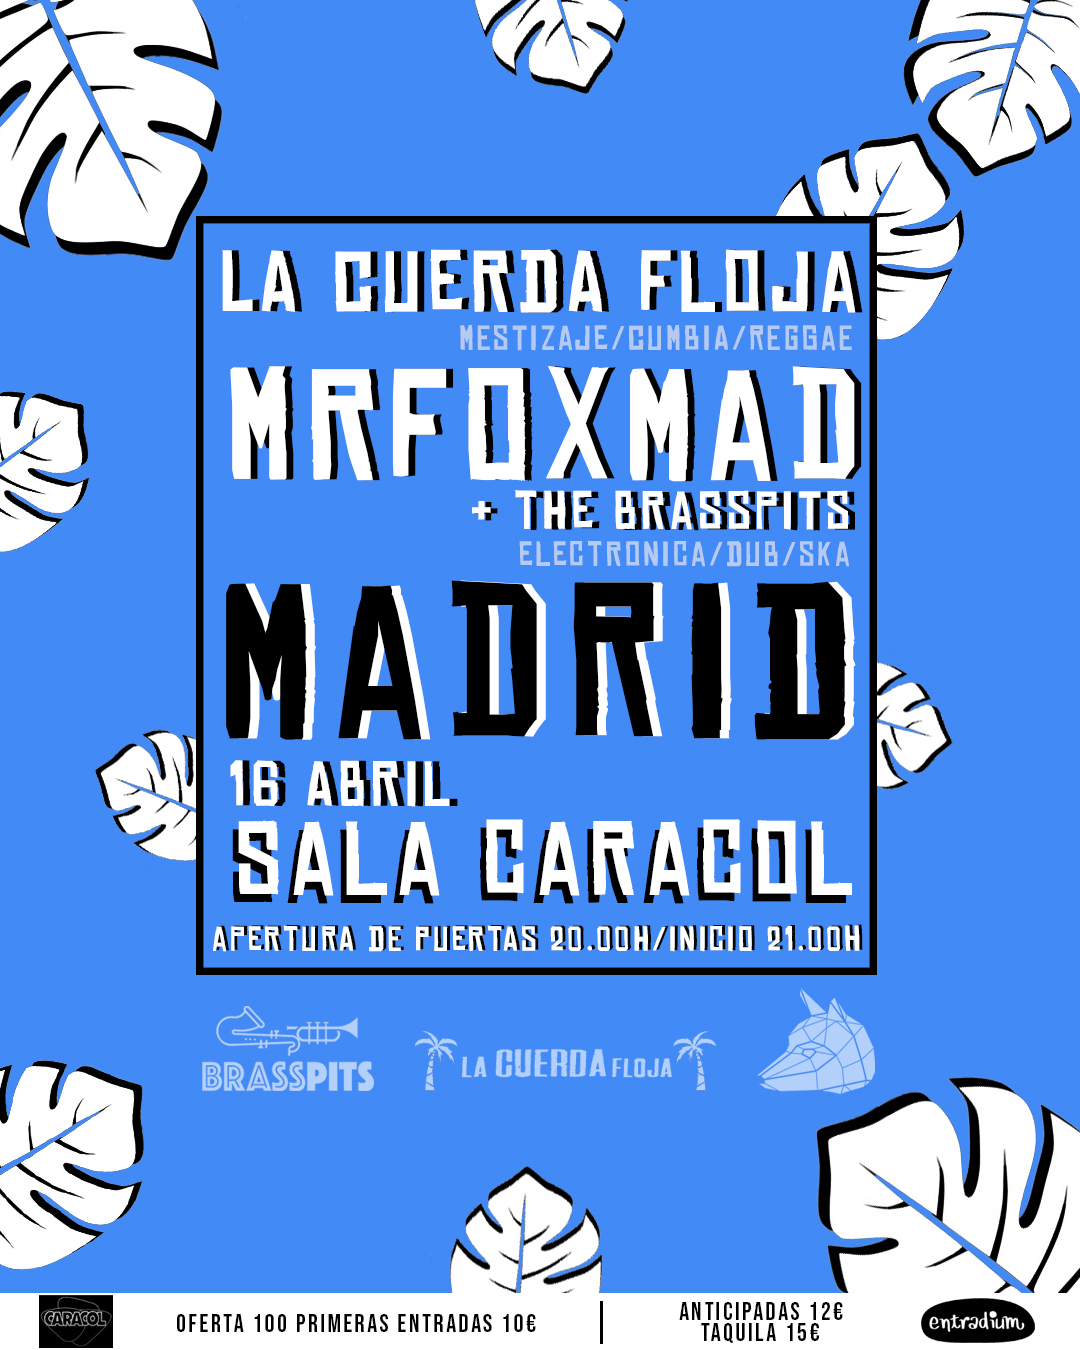 LA CUERDA FLOJA
MESTIZAJE/CUMBIA/REGGAE
MRFOXMAD
+ THE BRASSPITS
ELECTRONICA/DUB/SKA
MADRID
16 ABRIL
SALA CARACOL
APERTURA DE PUERTAS 20.00H/INICIO 21.00H
BRASSPITS
LA CUERDA FLOJA
CARACOL
OFERTA 100 PRIMERAS ENTRADAS 10€
ANTICIPADAS 12€
TAQUILA 15€
entradium